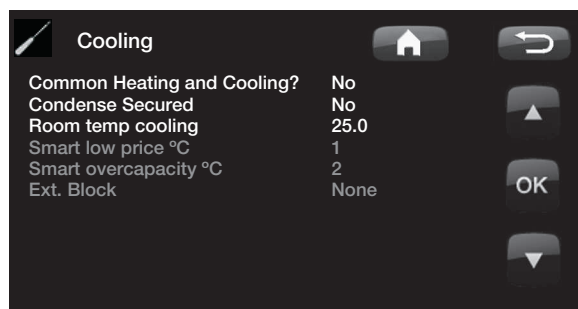 Cooling
Common Heating and Cooling? No
Condense Secured No
Room temp cooling 25.0
Smart low price ºC 1
Smart overcapacity ºC 2
Ext. Block None
OK